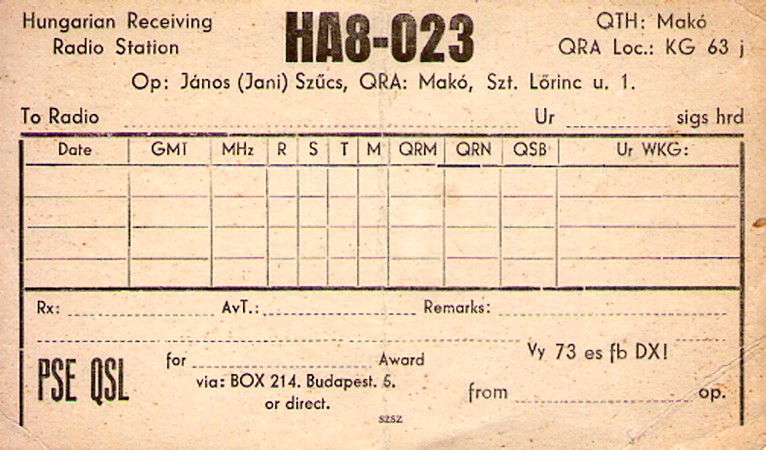 Hungarian Receiving Radio Station
HA8-023
QTH: Makó
QRA Loc.: KG 63 j
Op: János (Jani) Szűcs, QRA: Makó, Szt. Lőrinc u. 1.
To Radio Ur sigs hrd
Date GMT MHz R S T M QRM QRN QSB Ur WKG:
Rx: AvT.: Remarks:
Vy 73 es fb DX!
PSE QSL for Award
via: BOX 214. Budapest. 5.
or direct.
from op.
szsz